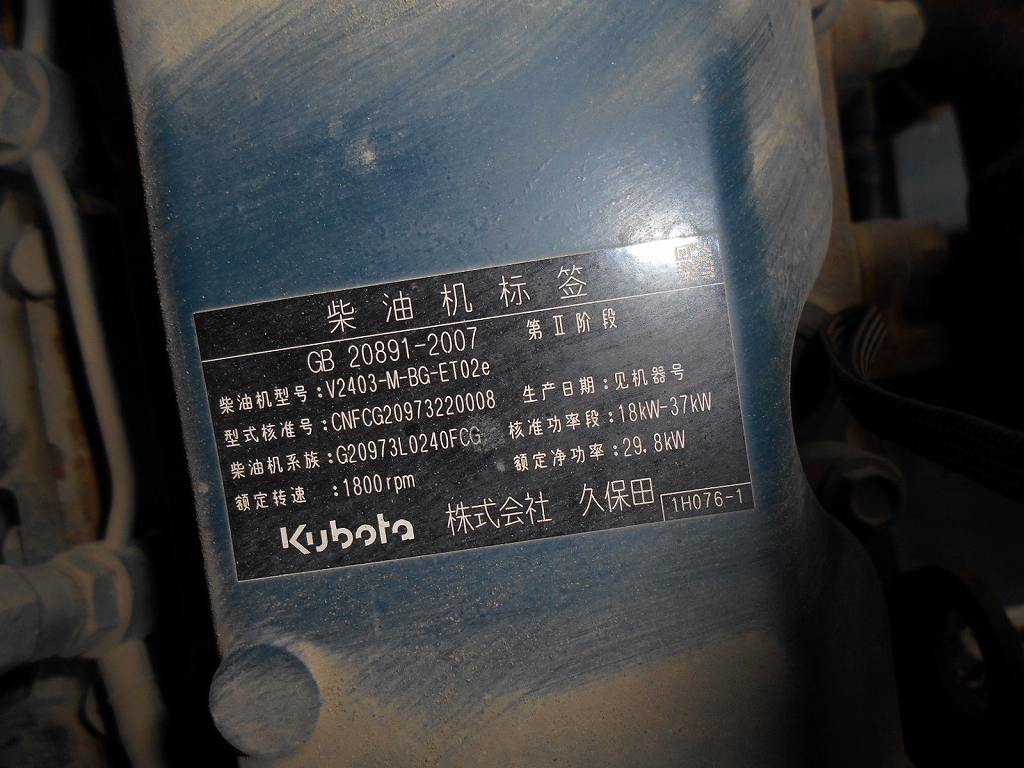 柴油机标签
GB 20891-2007 第Ⅱ阶段
柴油机型号:V2403-M-BG-ET02e 生产日期:见机器号
型式核准号:CNFCG20973220008 核准功率段:18kW-37kW
柴油机系族:G20973L0240FCG 额定净功率:29.8kW
额定转速 :1800rpm
Kubota 株式会社 久保田 1H076-1